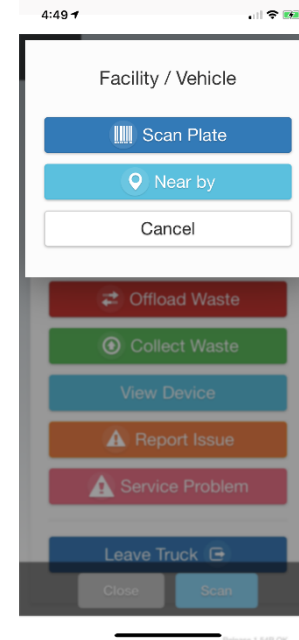 4:49
Facility / Vehicle
Scan Plate
Near by
Cancel
Offload Waste
Collect Waste
View Device
Report Issue
Service Problem
Leave Truck
Close
Scan